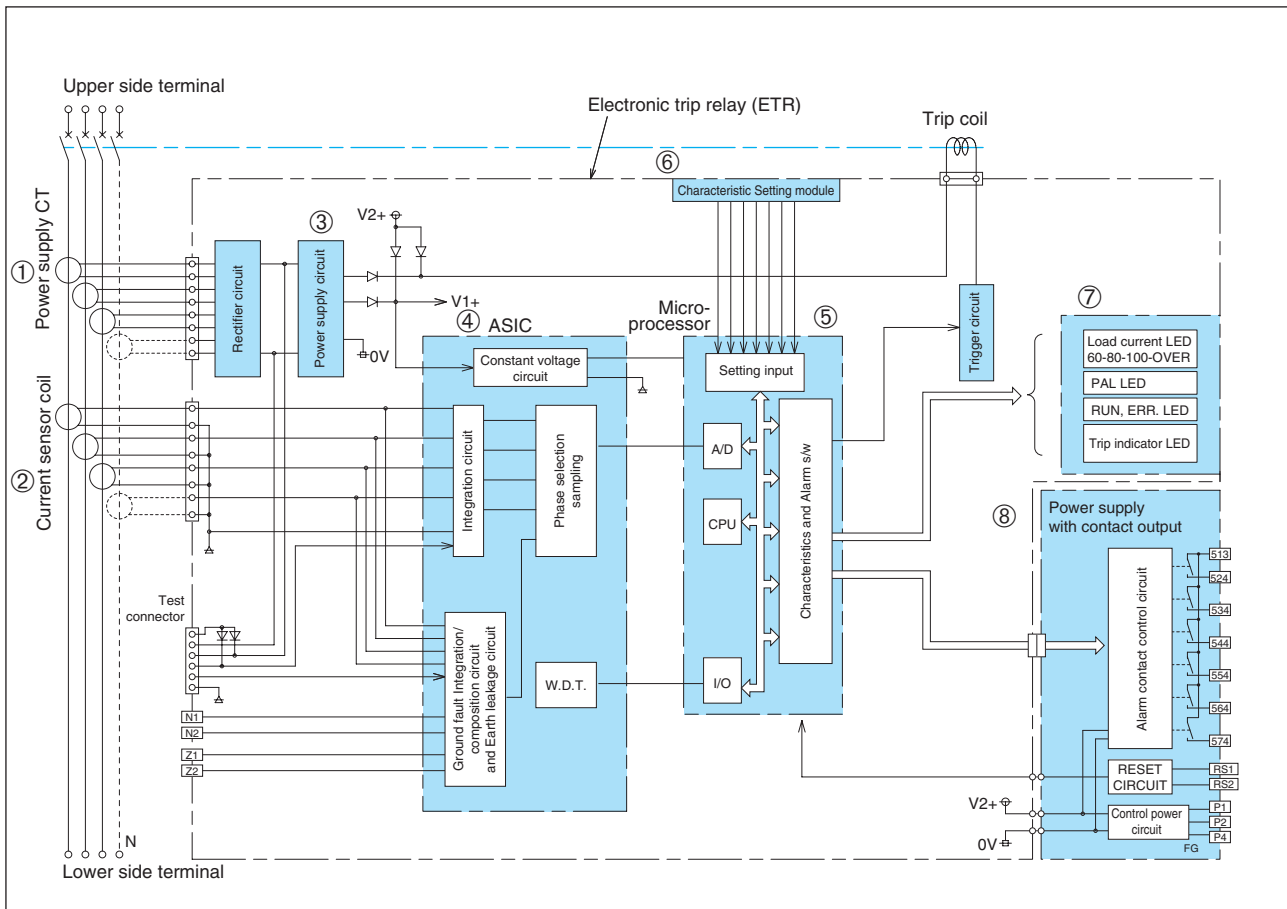 Upper side terminal
Electronic trip relay (ETR)
Trip coil
⑥
Characteristic Setting module
① Power supply CT
Rectifier circuit
③
Power supply circuit
V2+
V1+
0V
② Current sensor coil
④ ASIC
Constant voltage
circuit
Integration circuit
Phase selection
sampling
Ground fault Integration/
composition circuit
and Earth leakage circuit
W.D.T.
Micro-
processor
⑤
Setting input
A/D
CPU
I/O
Characteristics and Alarm s/w
Trigger circuit
⑦
Load current LED
60-80-100-OVER
PAL LED
RUN, ERR. LED
Trip indicator LED
⑧
Power supply
with contact output
Alarm contact control circuit
513
524
534
544
554
564
574
RESET
CIRCUIT
RS1
RS2
V2+
0V
Control power
circuit
P1
P2
P4
FG
Test
connector
N1
N2
Z1
Z2
N
Lower side terminal